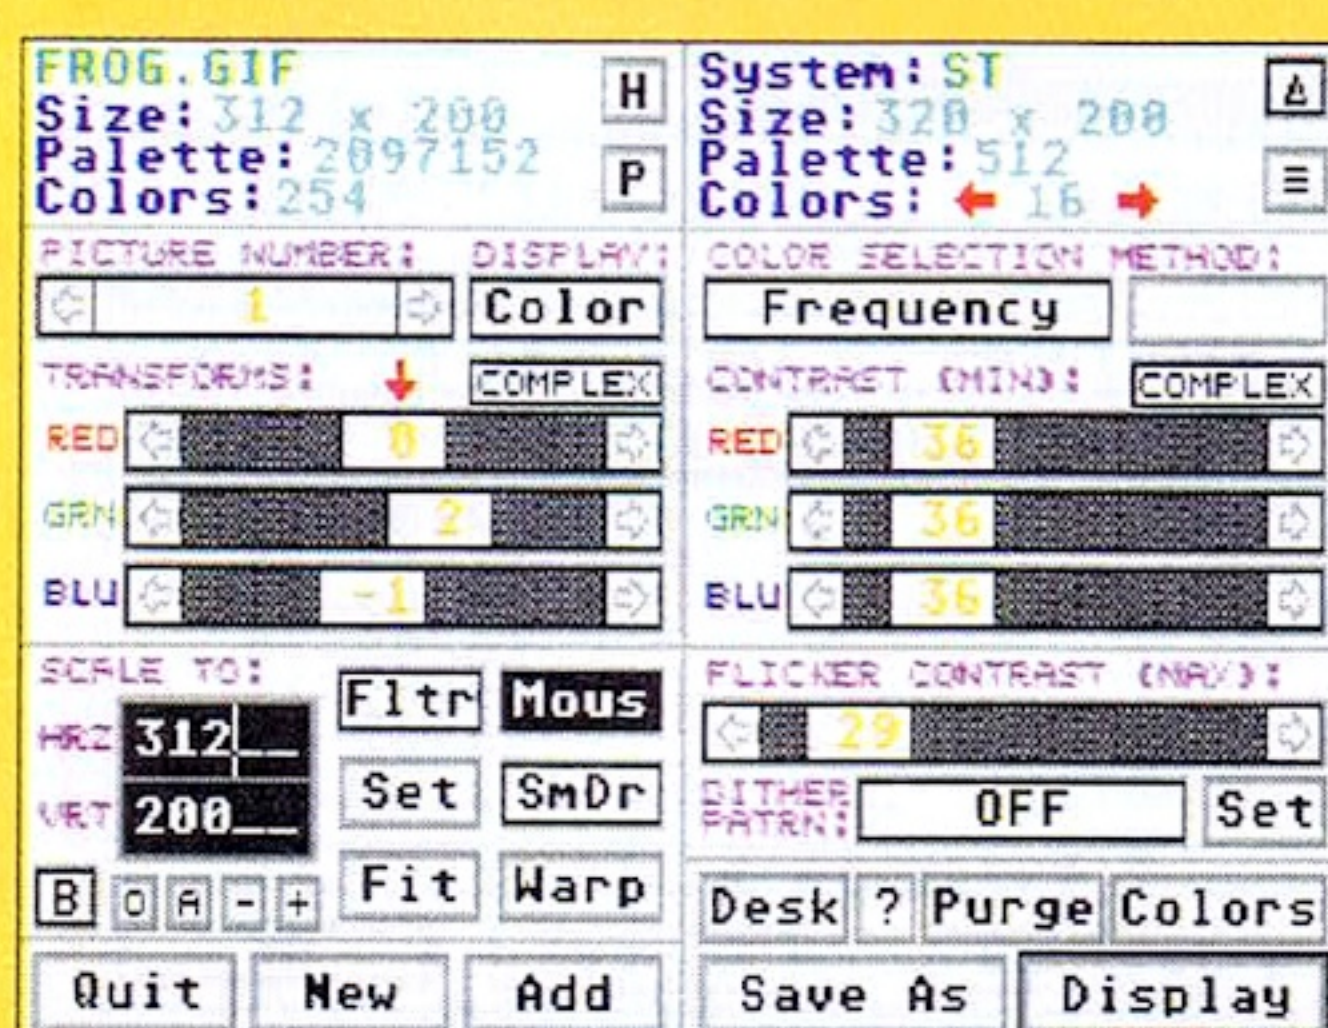 FROG.GIF
Size: 312 x 200
Palette: 2097152
Colors: 254
H
P
System: ST
Size: 320 x 200
Palette: 512
Colors: 16
PICTURE NUMBER:
1
DISPLAY:
Color
COLOR SELECTION METHOD:
Frequency
TRANSFORMS:
COMPLEX
RED 0
GRN 2
BLU -1
CONTRAST (MIN):
COMPLEX
RED 36
GRN 36
BLU 36
SCALE TO:
HRZ 312__
VRT 200__
B O A - +
Fltr Mous
Set SmDr
Fit Warp
FLICKER CONTRAST (MAX):
29
DITHER
PATRN:
OFF
Set
Desk ? Purge Colors
Quit New Add
Save As Display